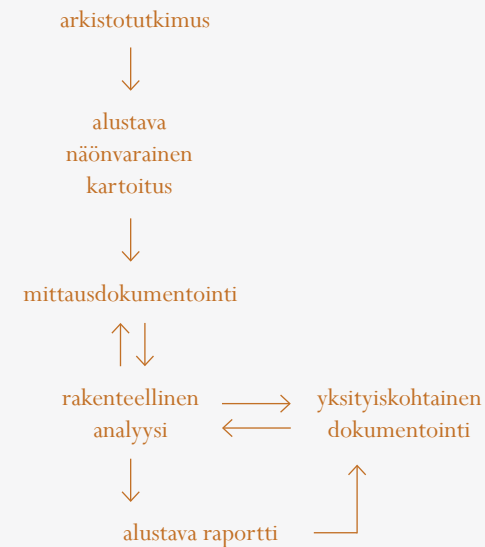 arkistotutkimus
alustava
näönvarainen
kartoitus
mittausdokumentointi
rakenteellinen
analyysi
yksityiskohtainen
dokumentointi
alustava raportti